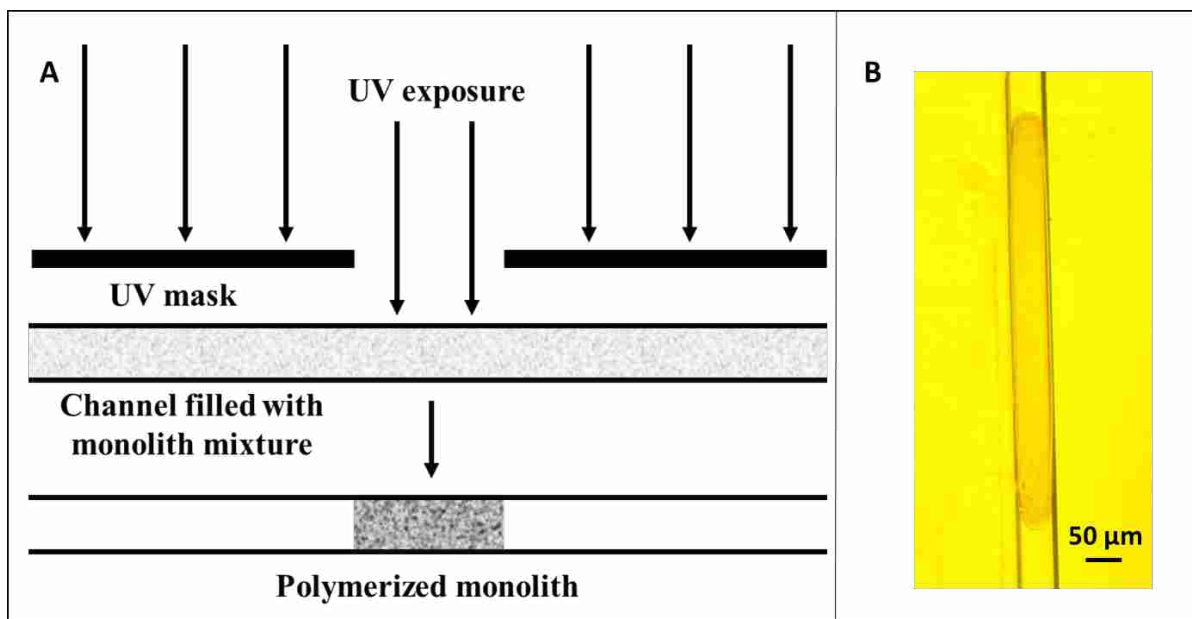 A
UV exposure
UV mask
Channel filled with
monolith mixture
Polymerized monolith
B
50 µm